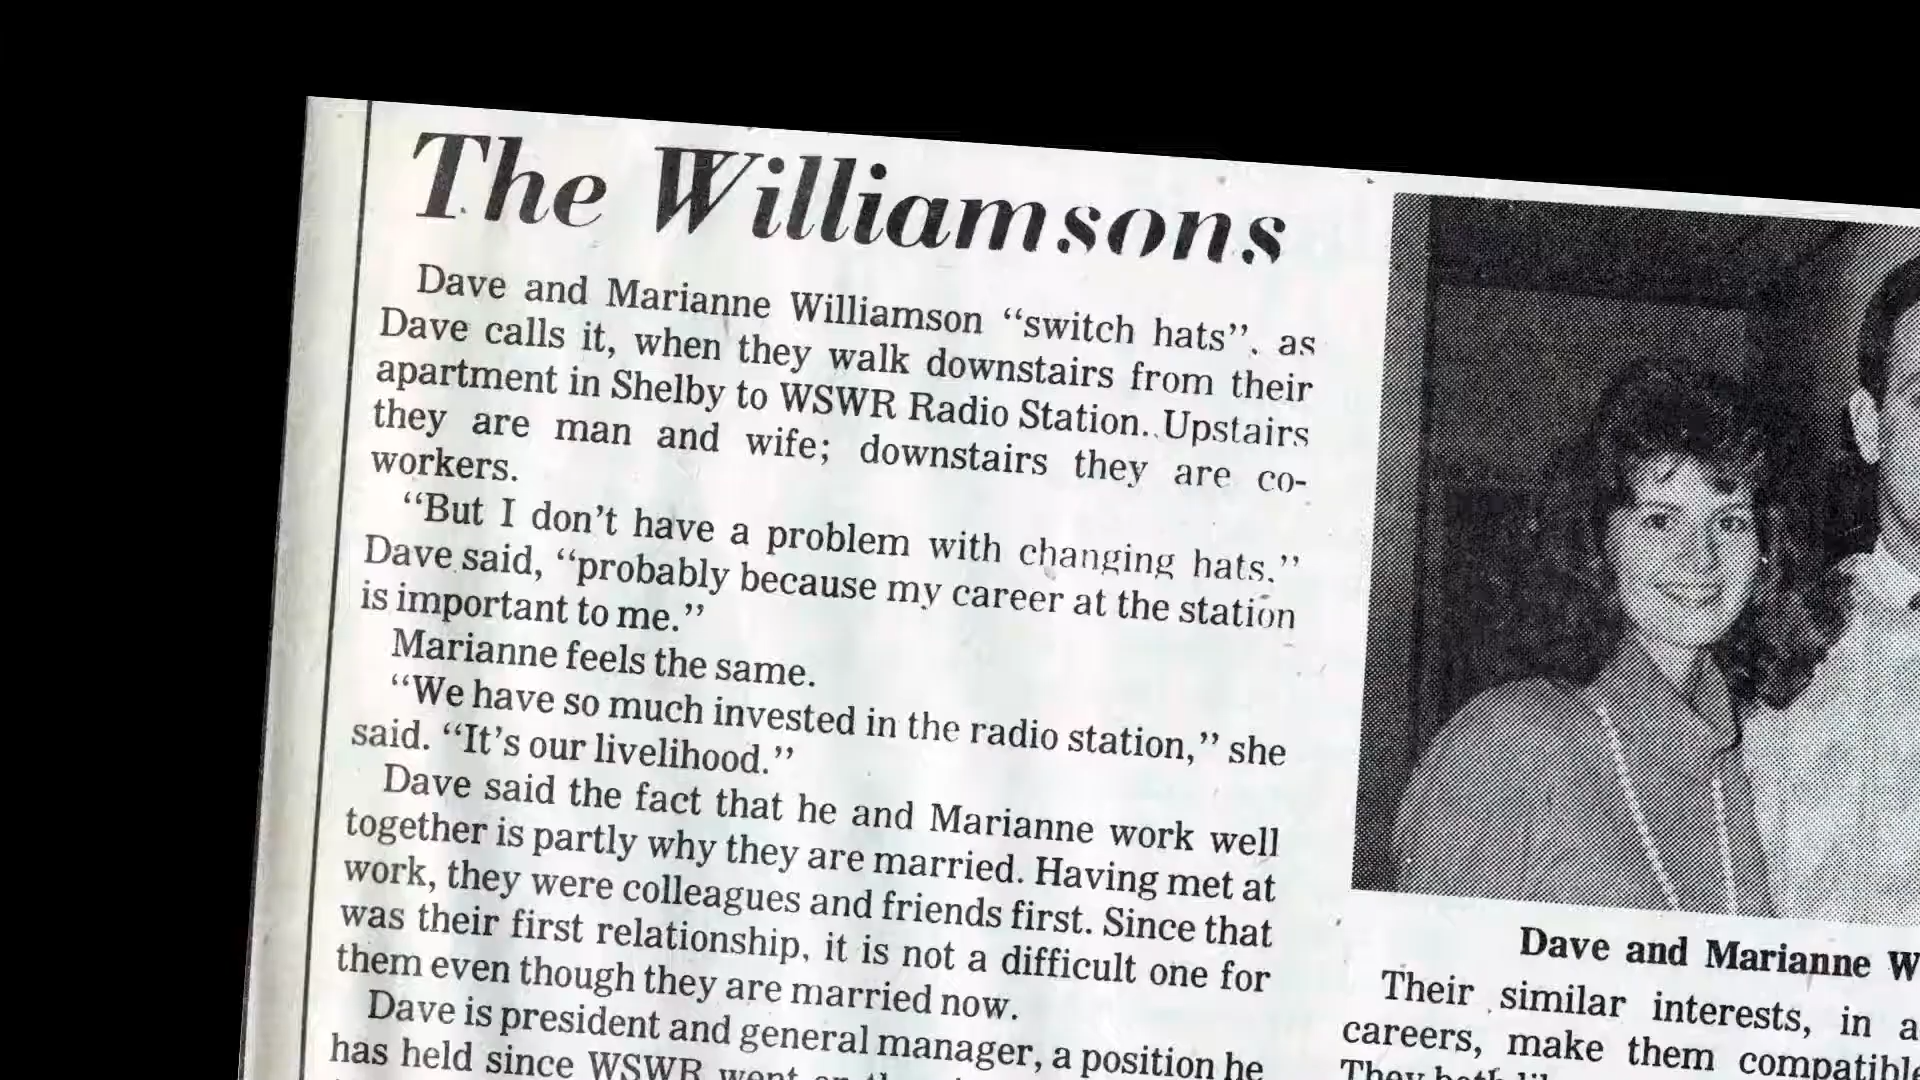 The Williamsons
Dave and Marianne Williamson “switch hats”, as
Dave calls it, when they walk downstairs from their
apartment in Shelby to WSWR Radio Station. Upstairs
they are man and wife; downstairs they are co-
workers.
“But I don’t have a problem with changing hats.”
Dave said, “probably because my career at the station
is important to me.”
Marianne feels the same.
“We have so much invested in the radio station,” she
said. “It’s our livelihood.”
Dave said the fact that he and Marianne work well
together is partly why they are married. Having met at
work, they were colleagues and friends first. Since that
was their first relationship, it is not a difficult one for
them even though they are married now.
Dave is president and general manager, a position he
has held since WSWR went
Dave and Marianne W
Their similar interests, in a
careers, make them compatible
They both